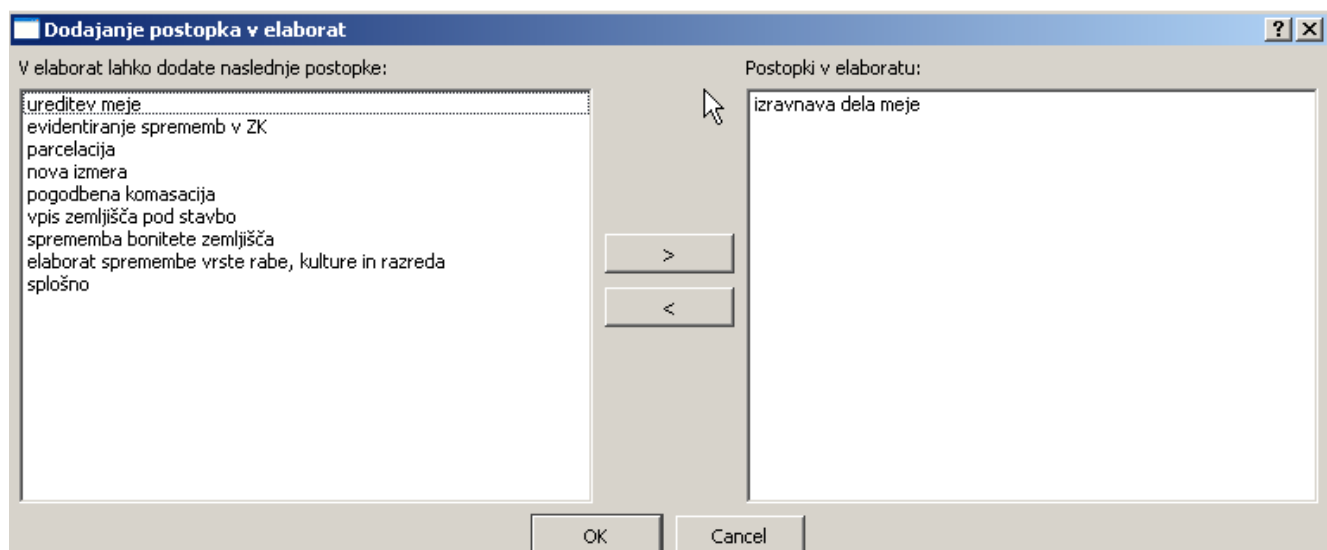 Dodajanje postopka v elaborat
V elaborat lahko dodate naslednje postopke:
Postopki v elaboratu:
ureditev meje
evidentiranje sprememb v ZK
parcelacija
nova izmera
pogodbena komasacija
vpis zemljišča pod stavbo
sprememba bonitete zemljišča
elaborat spremembe vrste rabe, kulture in razreda
splošno
>
<
izravnava dela meje
OK
Cancel